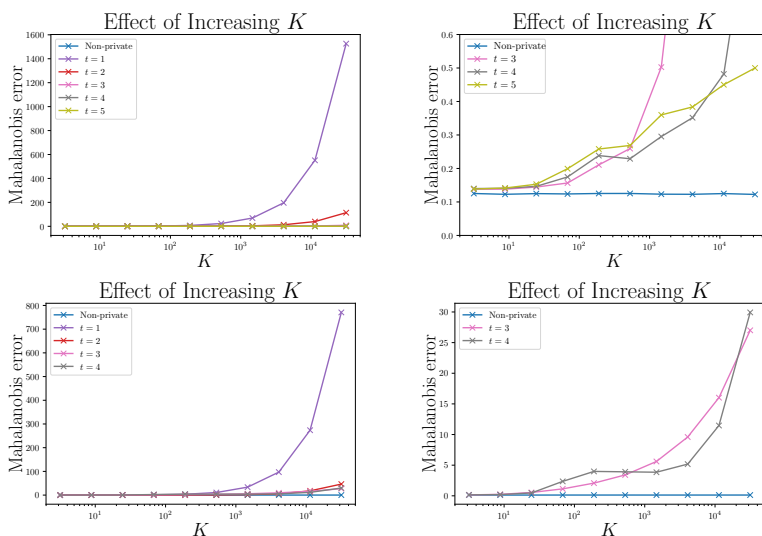 Effect of Increasing K
Mahalanobis error
1600
1400
1200
1000
800
600
400
200
0
Non-private
t = 1
t = 2
t = 3
t = 4
t = 5
10¹ 10² 10³ 10⁴
K
Effect of Increasing K
Mahalanobis error
0.6
0.5
0.4
0.3
0.2
0.1
0.0
Non-private
t = 3
t = 4
t = 5
10¹ 10² 10³ 10⁴
K
Effect of Increasing K
Mahalanobis error
800
700
600
500
400
300
200
100
0
Non-private
t = 1
t = 2
t = 3
t = 4
10¹ 10² 10³ 10⁴
K
Effect of Increasing K
Mahalanobis error
30
25
20
15
10
5
0
Non-private
t = 3
t = 4
10¹ 10² 10³ 10⁴
K